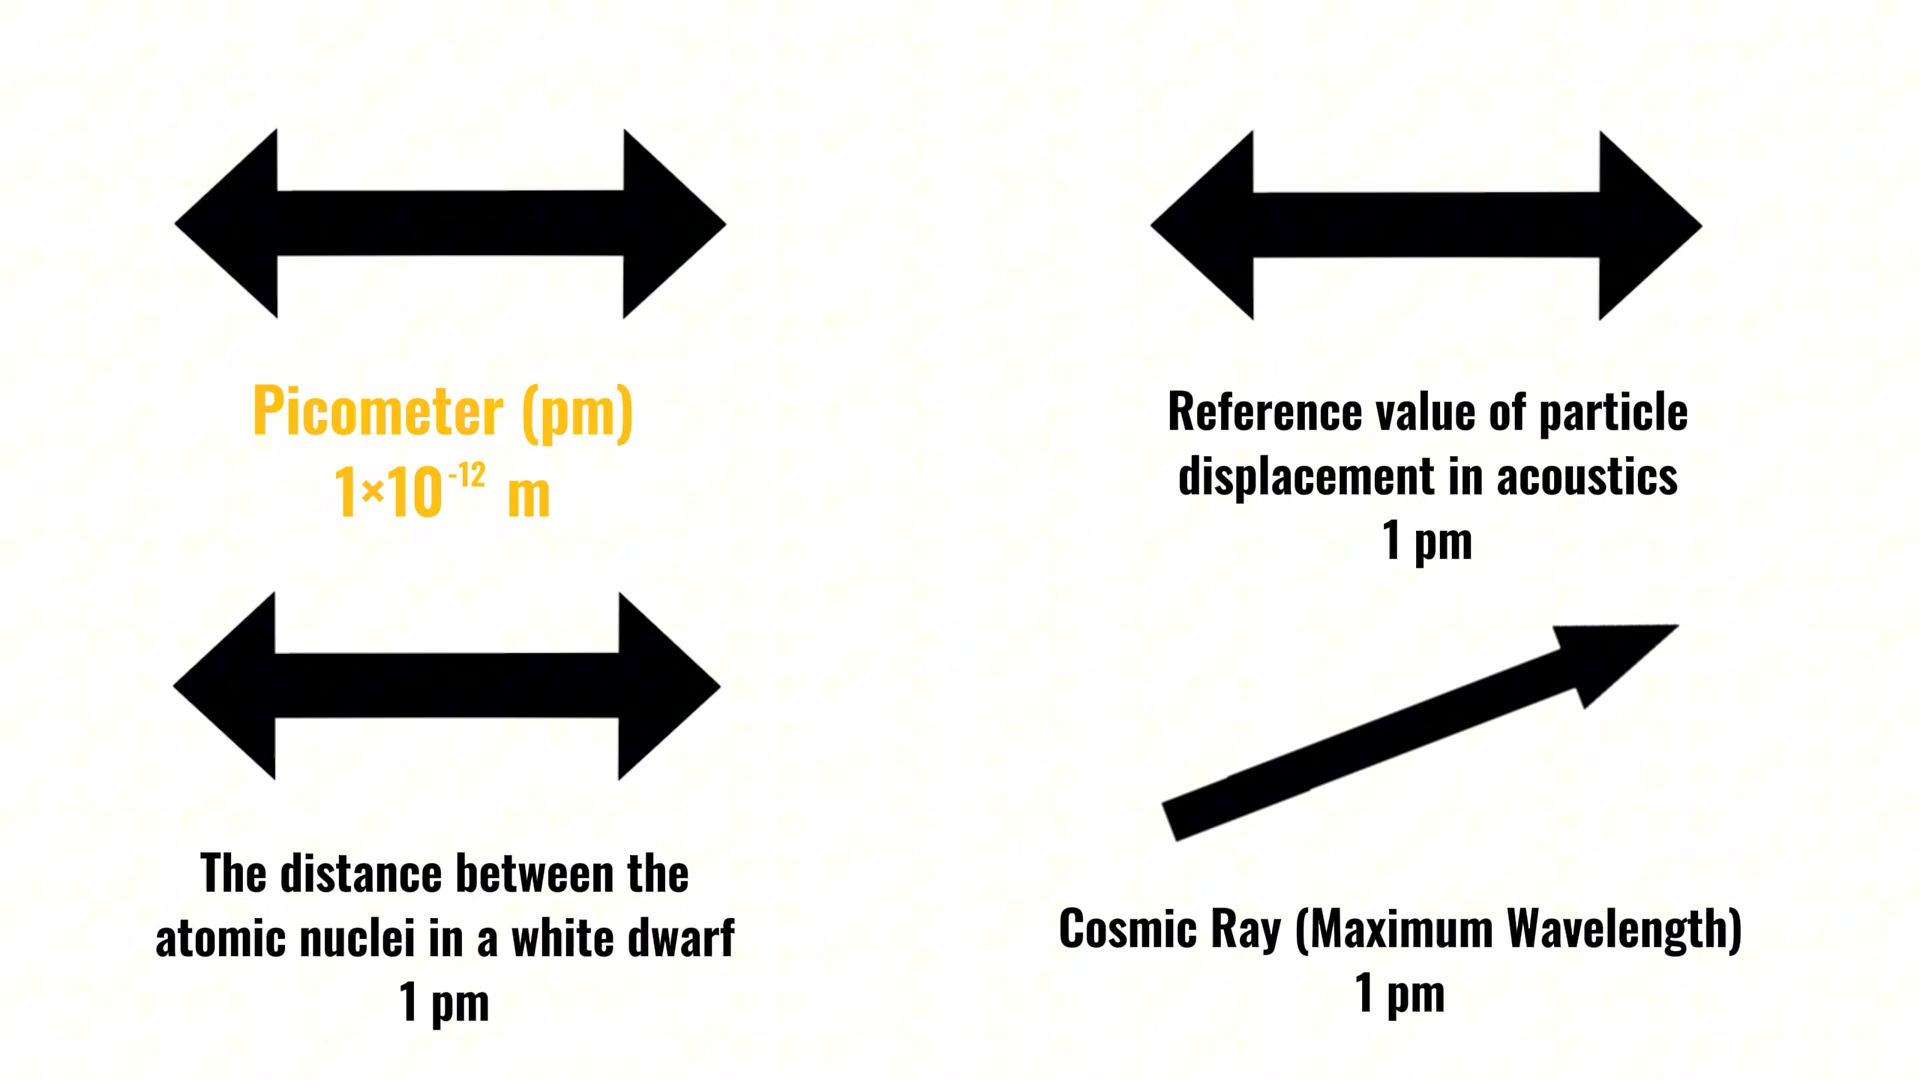 Picometer (pm)
1×10⁻¹² m
Reference value of particle
displacement in acoustics
1 pm
The distance between the
atomic nuclei in a white dwarf
1 pm
Cosmic Ray (Maximum Wavelength)
1 pm